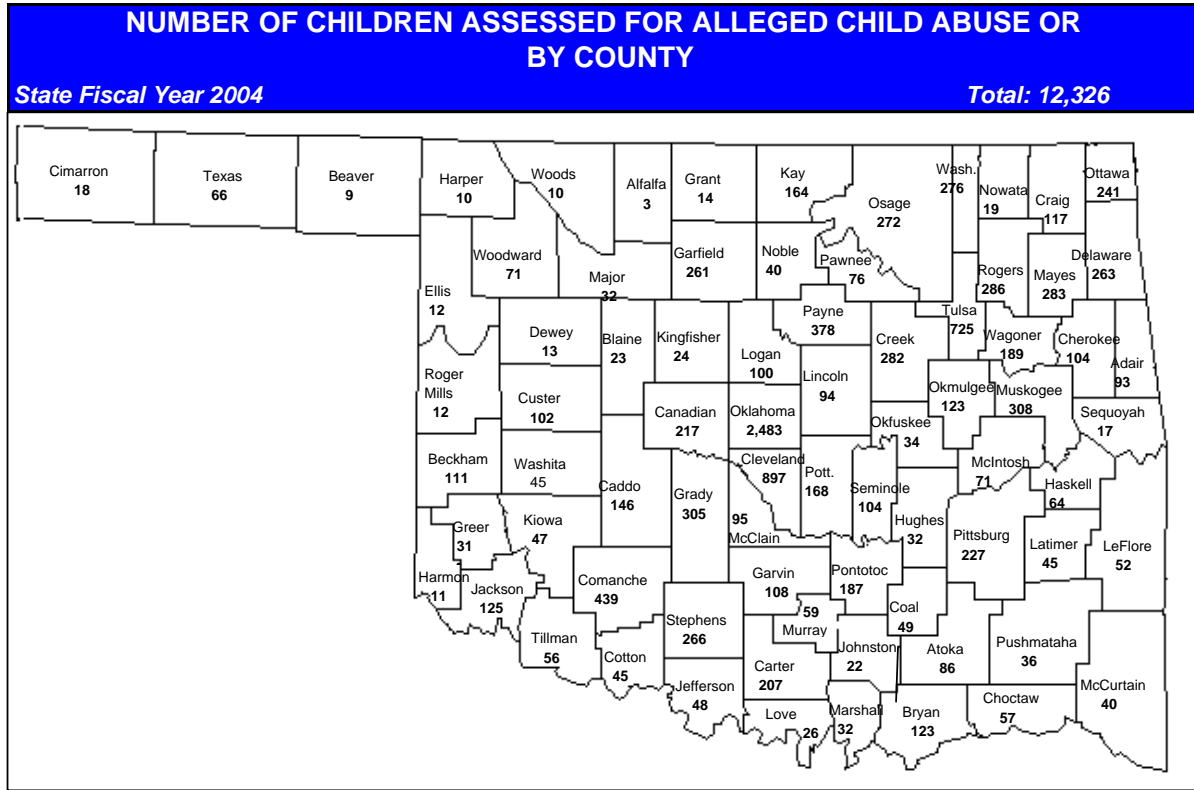 NUMBER OF CHILDREN ASSESSED FOR ALLEGED CHILD ABUSE OR
BY COUNTY
State Fiscal Year 2004 Total: 12,326
Cimarron
18
Texas
66
Beaver
9
Harper
10
Woods
10
Alfalfa
3
Grant
14
Kay
164
Osage
272
Wash.
276
Nowata
19
Craig
117
Ottawa
241
Ellis
12
Woodward
71
Major
32
Garfield
261
Noble
40
Pawnee
76
Rogers
286
Mayes
283
Delaware
263
Dewey
13
Blaine
23
Kingfisher
24
Logan
100
Payne
378
Creek
282
Tulsa
725
Wagoner
189
Cherokee
104
Adair
93
Roger
Mills
12
Custer
102
Canadian
217
Oklahoma
2,483
Lincoln
94
Okfuskee
34
Okmulgee
123
Muskogee
308
Sequoyah
17
Beckham
111
Washita
45
Caddo
146
Grady
305
Cleveland
897
95
McClain
Pott.
168
Seminole
104
Hughes
32
McIntosh
71
Haskell
64
Pittsburg
227
Latimer
45
LeFlore
52
Greer
31
Kiowa
47
Harmon
11
Jackson
125
Comanche
439
Garvin
108
Pontotoc
187
Coal
49
Tillman
56
Cotton
45
Stephens
266
59
Murray
Johnston
22
Atoka
86
Pushmataha
36
Jefferson
48
Carter
207
Love
26
Marshall
32
Bryan
123
Choctaw
57
McCurtain
40